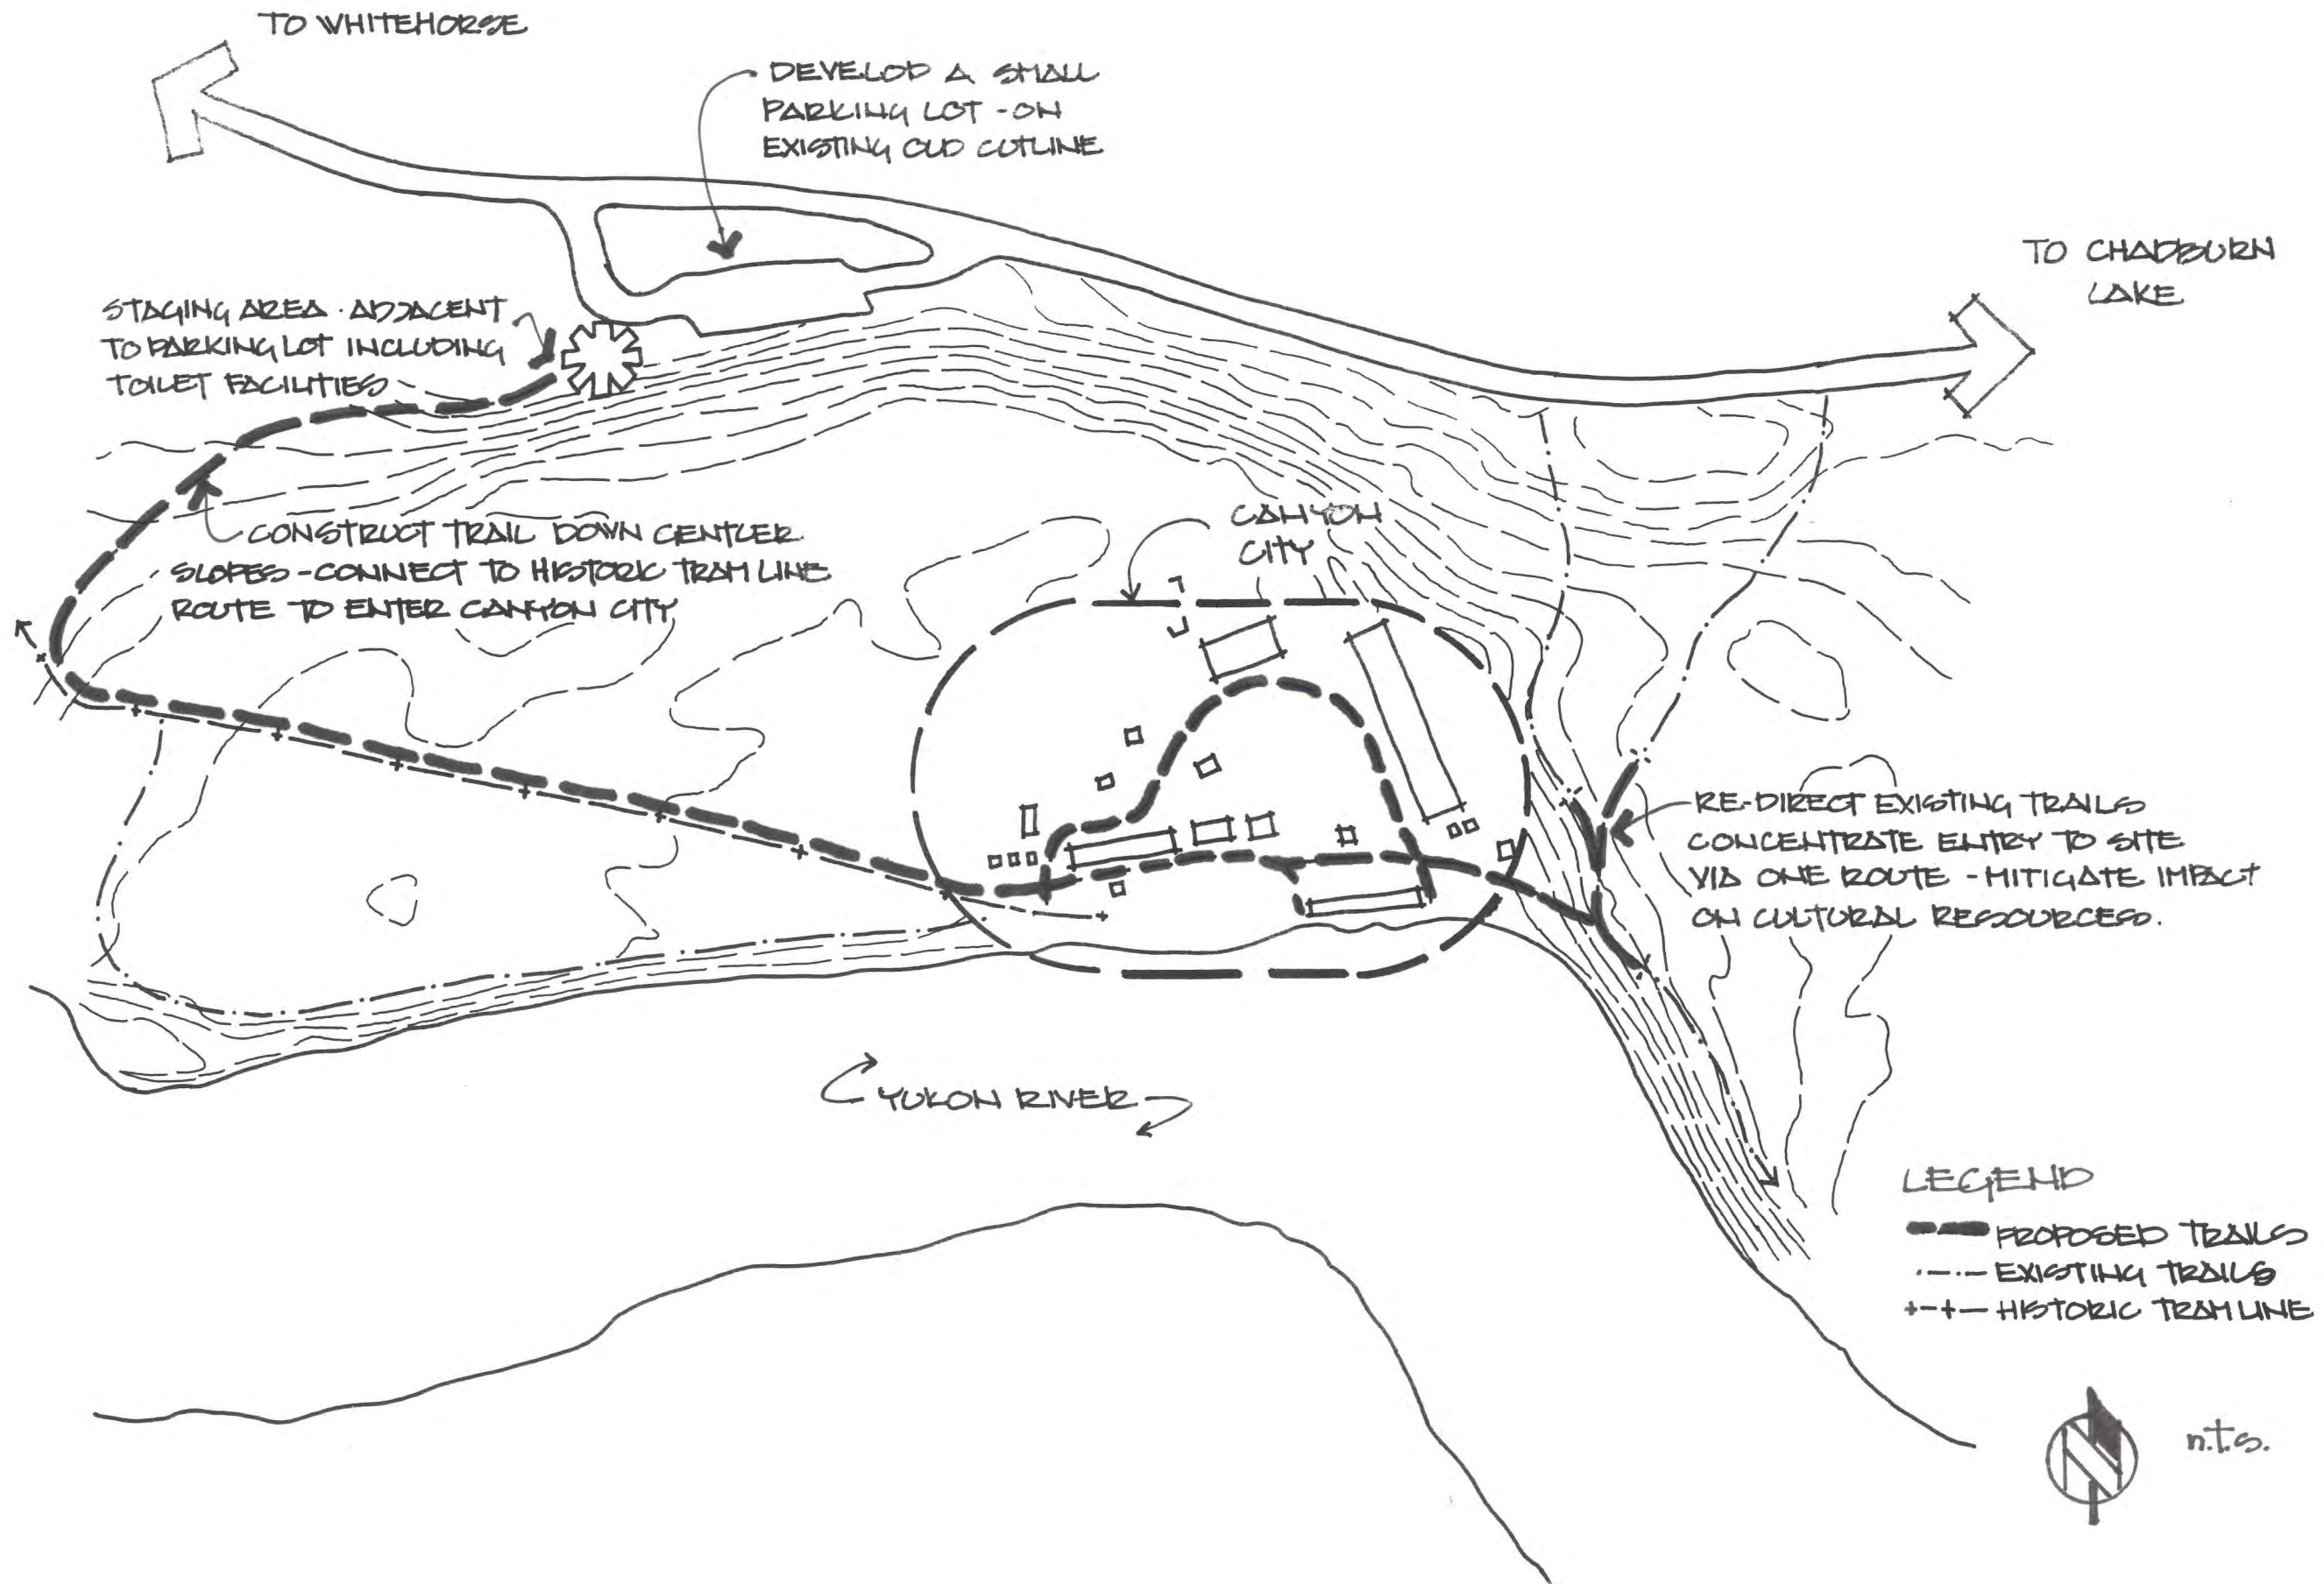 TO WHITEHORSE
DEVELOP A SMALL
PARKING LOT - ON
EXISTING OLD CUTLINE
TO CHADBURN
LAKE
STAGING AREA · ADJACENT
TO PARKING LOT INCLUDING
TOILET FACILITIES
CONSTRUCT TRAIL DOWN GENTLER
SLOPES - CONNECT TO HISTORIC TRAM LINE
ROUTE TO ENTER CANYON CITY
CANYON
CITY
RE-DIRECT EXISTING TRAILS
CONCENTRATE ENTRY TO SITE
VIA ONE ROUTE - MITIGATE IMPACT
ON CULTURAL RESOURCES.
YUKON RIVER
LEGEND
PROPOSED TRAILS
EXISTING TRAILS
HISTORIC TRAMLINE
N
n.t.s.